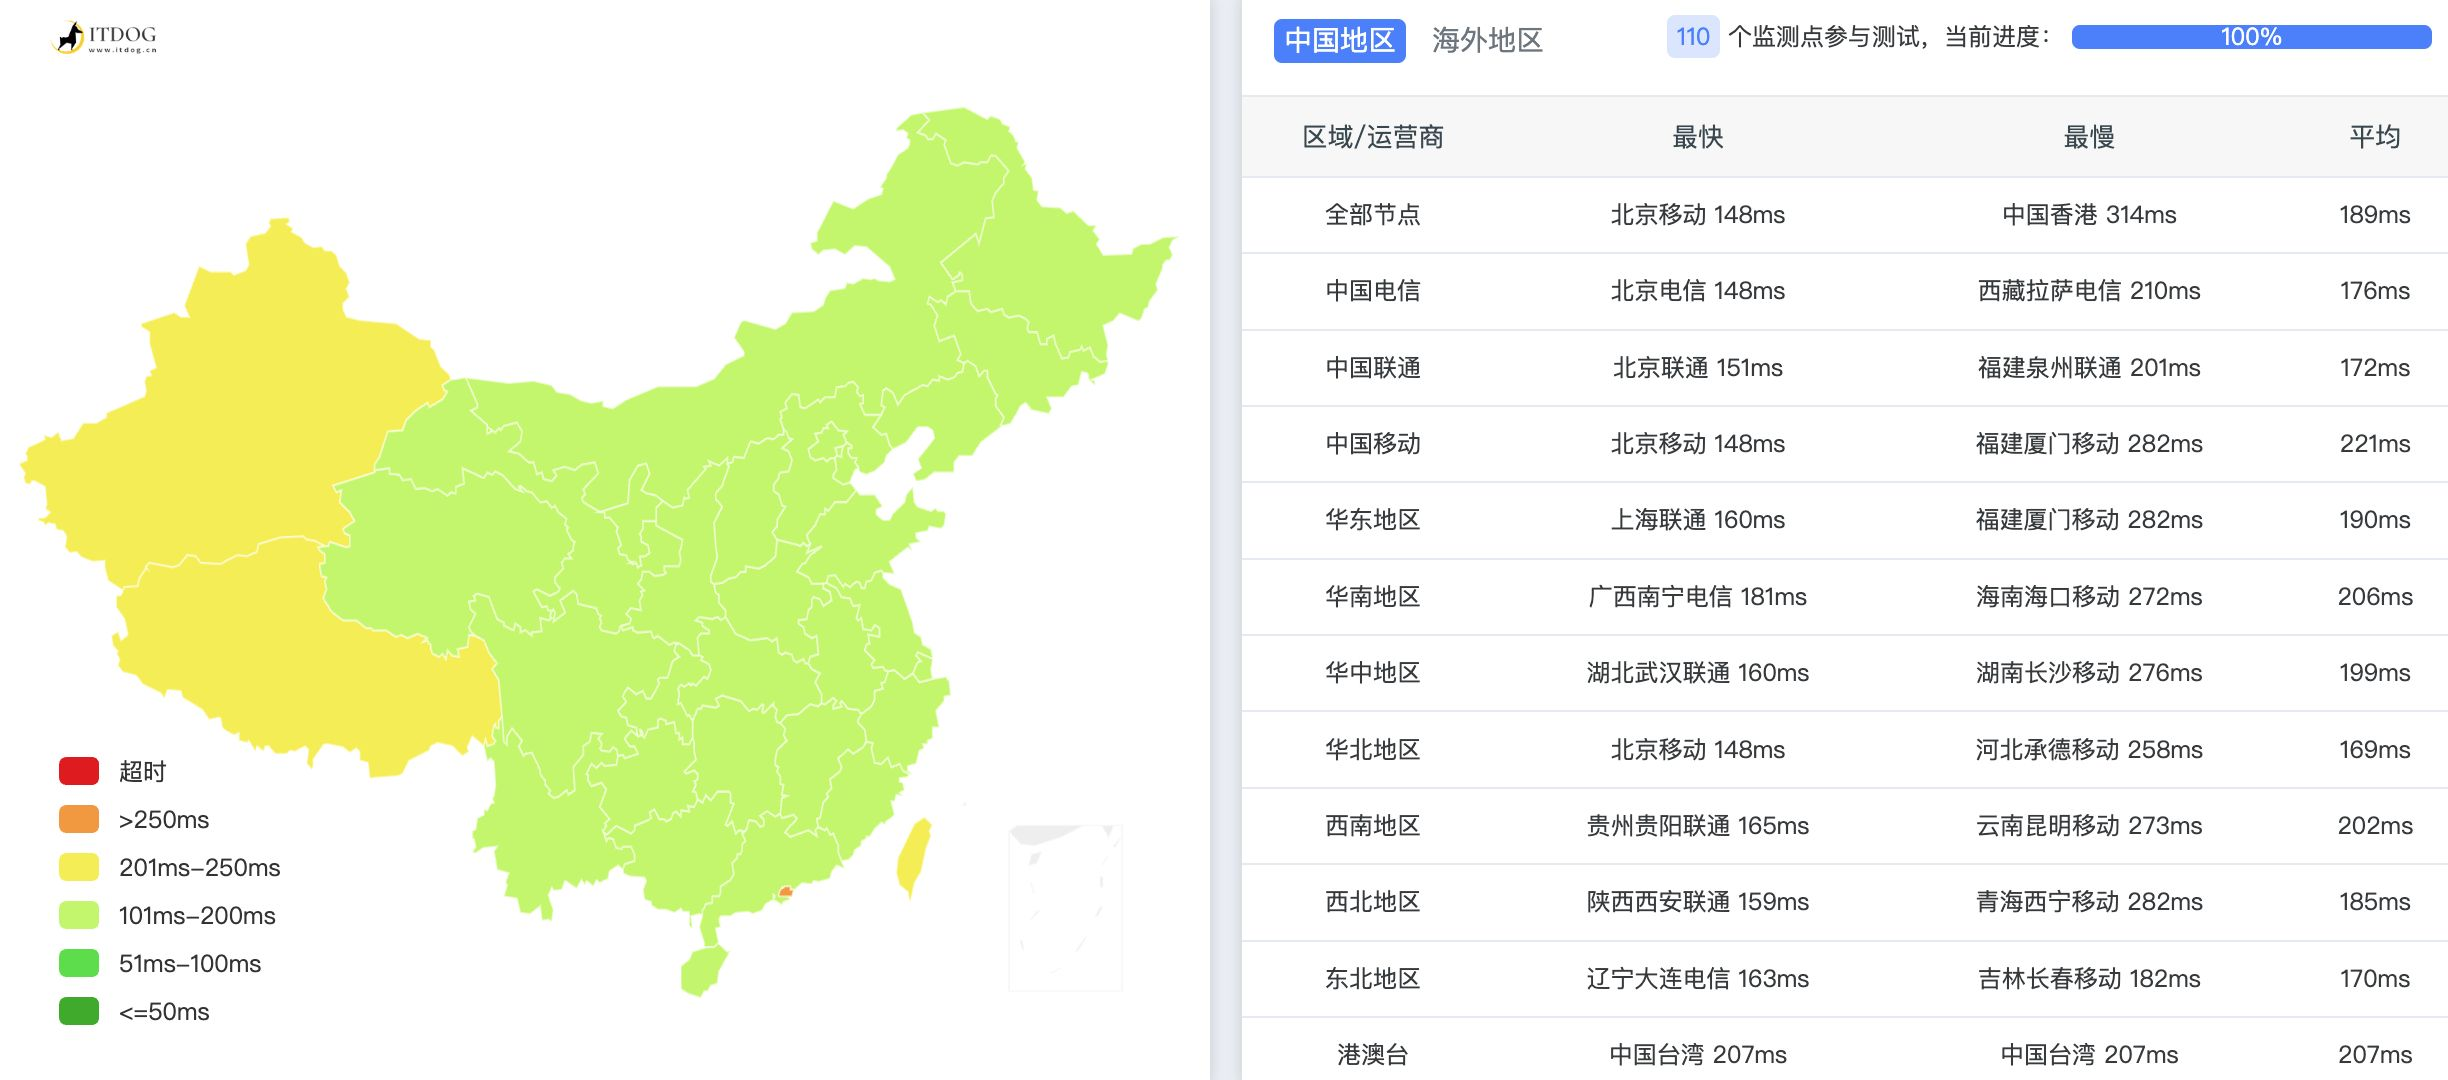 ITDOG
www.itdog.cn
超时
>250ms
201ms-250ms
101ms-200ms
51ms-100ms
<=50ms
中国地区 海外地区 110 个监测点参与测试，当前进度： 100%
区域/运营商 最快 最慢 平均
全部节点 北京移动 148ms 中国香港 314ms 189ms
中国电信 北京电信 148ms 西藏拉萨电信 210ms 176ms
中国联通 北京联通 151ms 福建泉州联通 201ms 172ms
中国移动 北京移动 148ms 福建厦门移动 282ms 221ms
华东地区 上海联通 160ms 福建厦门移动 282ms 190ms
华南地区 广西南宁电信 181ms 海南海口移动 272ms 206ms
华中地区 湖北武汉联通 160ms 湖南长沙移动 276ms 199ms
华北地区 北京移动 148ms 河北承德移动 258ms 169ms
西南地区 贵州贵阳联通 165ms 云南昆明移动 273ms 202ms
西北地区 陕西西安联通 159ms 青海西宁移动 282ms 185ms
东北地区 辽宁大连电信 163ms 吉林长春移动 182ms 170ms
港澳台 中国台湾 207ms 中国台湾 207ms 207ms